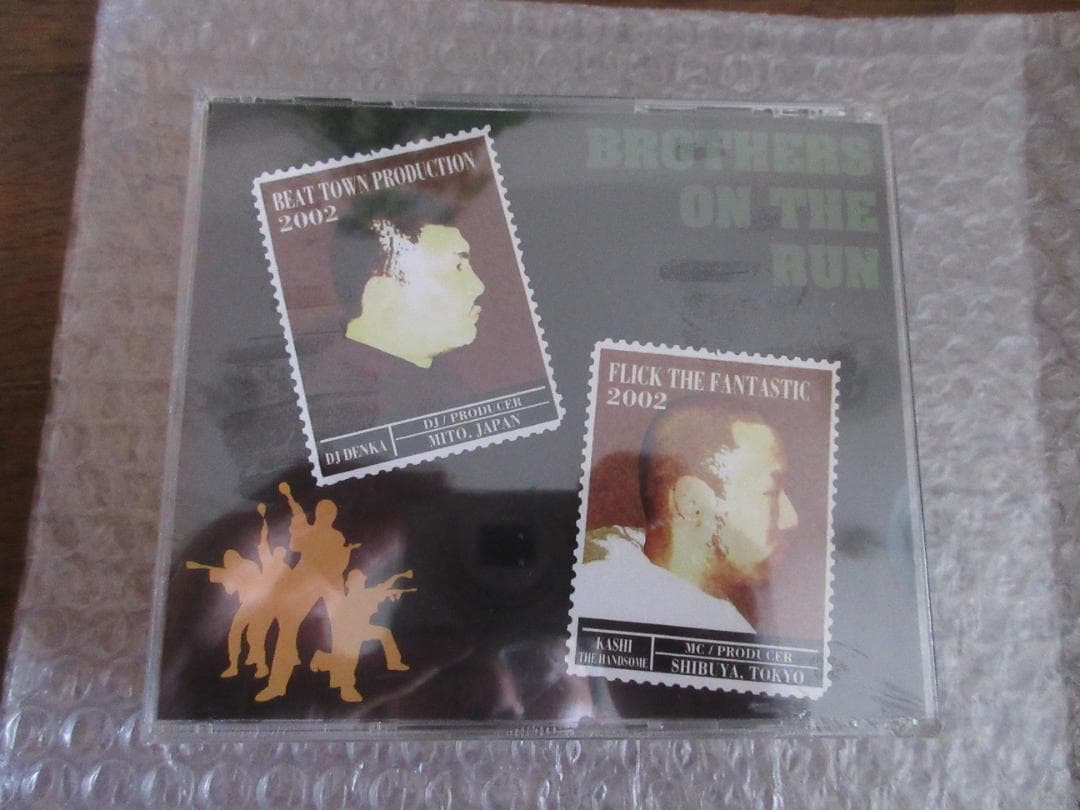 BROTHERS
ON THE
RUN
BEAT TOWN PRODUCTION
2002
DJ DENKA
DJ / PRODUCER
MITO, JAPAN
FLICK THE FANTASTIC
2002
KASHI
THE HANDSOME
MC / PRODUCER
SHIBUYA, TOKYO